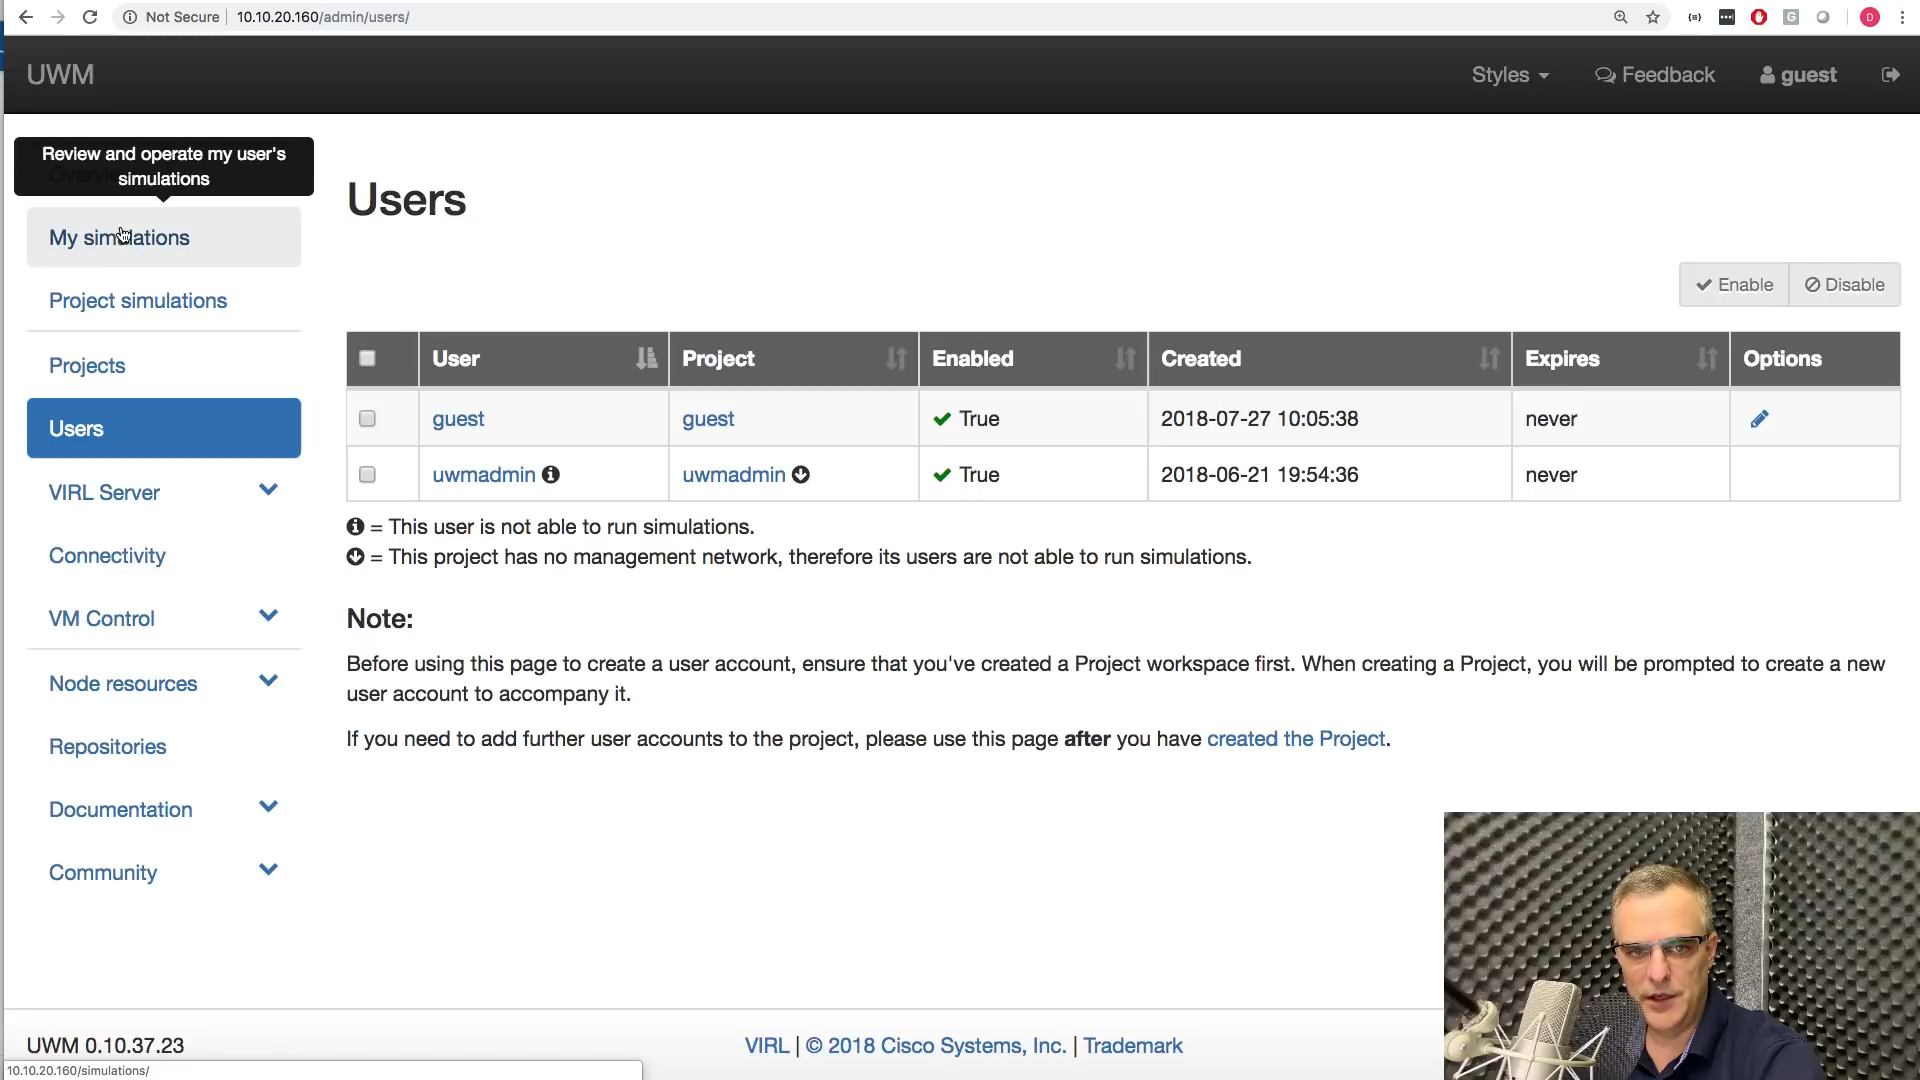 Not Secure | 10.10.20.160/admin/users/
UWM
Styles
Feedback
guest
Review and operate my user's
simulations
My simulations
Project simulations
Projects
Users
VIRL Server
Connectivity
VM Control
Node resources
Repositories
Documentation
Community
Users
Enable
Disable
User Project Enabled Created Expires Options
guest guest True 2018-07-27 10:05:38 never
uwmadmin uwmadmin True 2018-06-21 19:54:36 never
= This user is not able to run simulations.
= This project has no management network, therefore its users are not able to run simulations.
Note:
Before using this page to create a user account, ensure that you've created a Project workspace first. When creating a Project, you will be prompted to create a new
user account to accompany it.
If you need to add further user accounts to the project, please use this page after you have created the Project.
UWM 0.10.37.23
VIRL | © 2018 Cisco Systems, Inc. | Trademark
10.10.20.160/simulations/